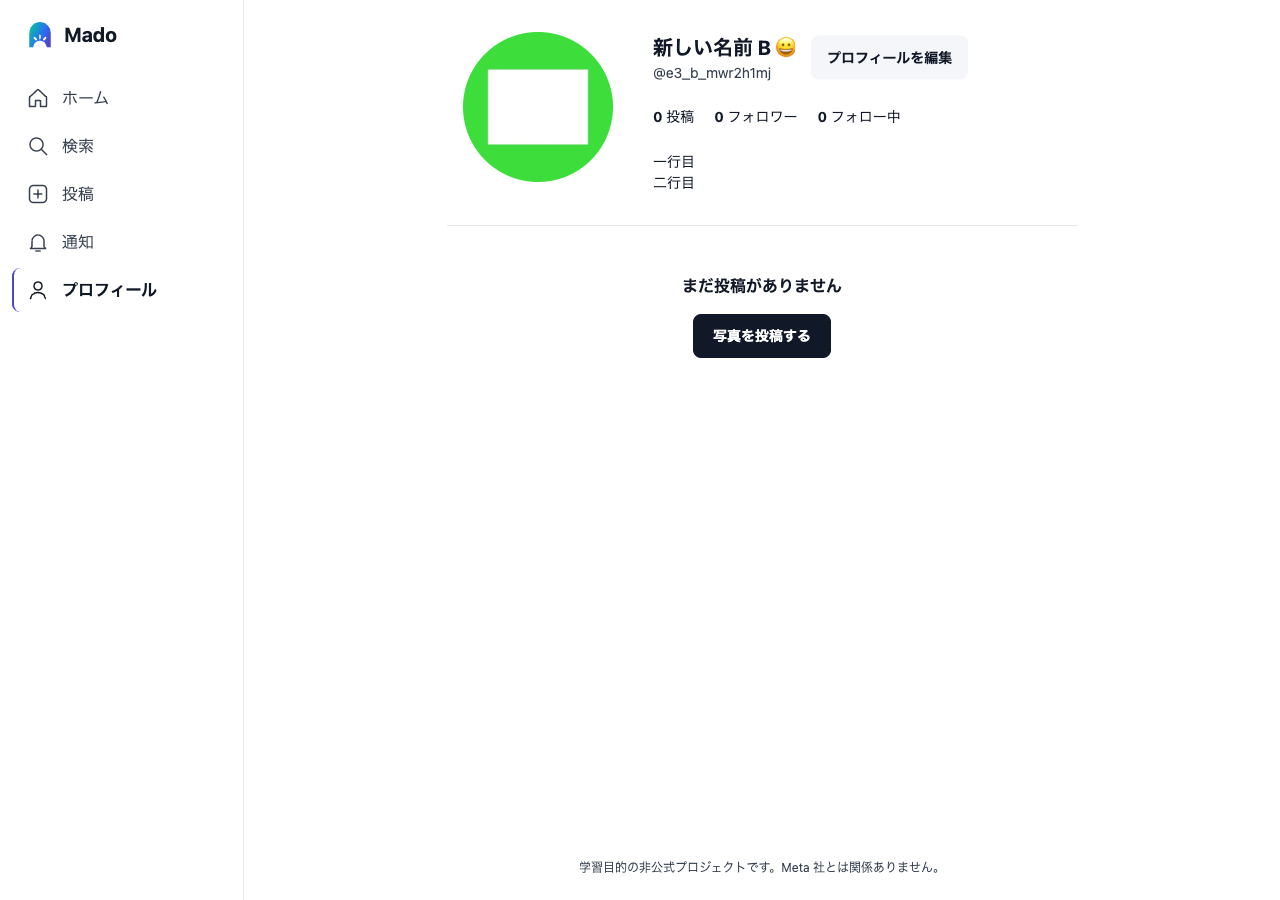 Mado
ホーム
検索
投稿
通知
プロフィール
新しい名前 B 😀
プロフィールを編集
@e3_b_mwr2h1mj
0 投稿 0 フォロワー 0 フォロー中
一行目
二行目
まだ投稿がありません
写真を投稿する
学習目的の非公式プロジェクトです。Meta 社とは関係ありません。